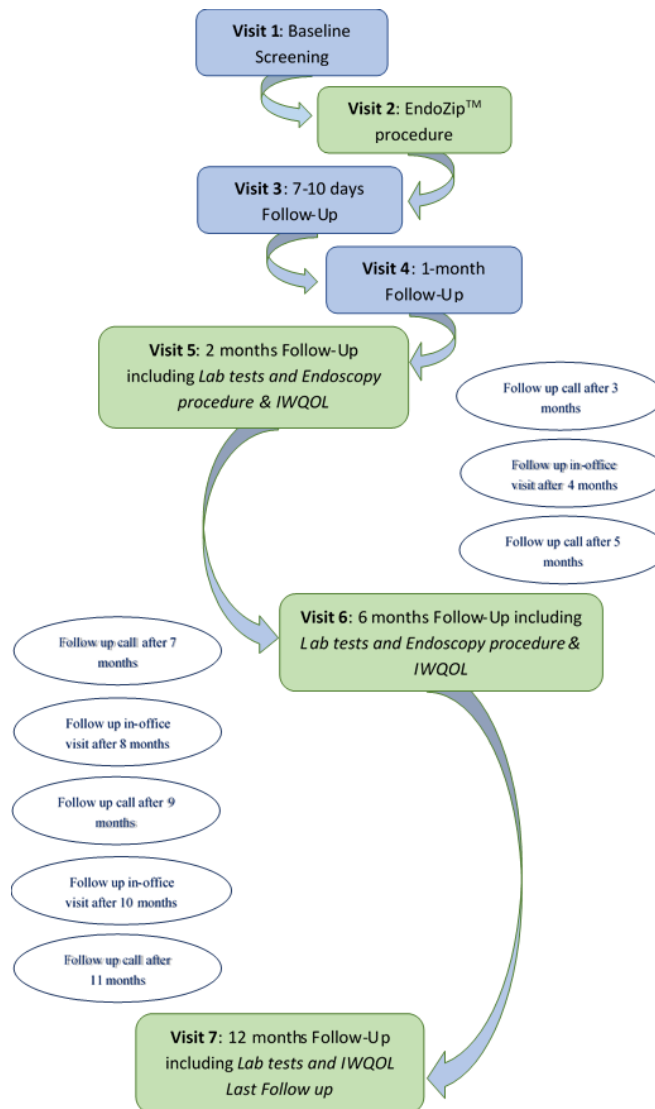 Visit 1: Baseline
Screening
Visit 2: EndoZip™
procedure
Visit 3: 7-10 days
Follow-Up
Visit 4: 1-month
Follow-Up
Visit 5: 2 months Follow-Up
including Lab tests and Endoscopy
procedure & IWQOL
Follow up call after 3
months
Follow up in-office
visit after 4 months
Follow up call after 5
months
Visit 6: 6 months Follow-Up including
Lab tests and Endoscopy procedure &
IWQOL
Follow up call after 7
months
Follow up in-office
visit after 8 months
Follow up call after 9
months
Follow up in-office
visit after 10 months
Follow up call after
11 months
Visit 7: 12 months Follow-Up
including Lab tests and IWQOL
Last Follow up